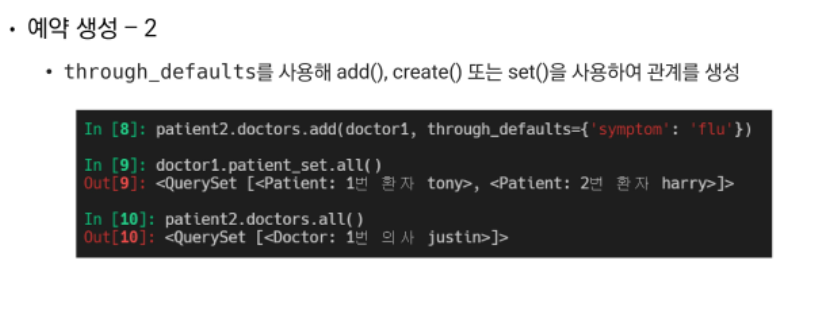 • 예약 생성 – 2
• through_defaults를 사용해 add(), create() 또는 set()을 사용하여 관계를 생성
In [8]: patient2.doctors.add(doctor1, through_defaults={'symptom': 'flu'})
In [9]: doctor1.patient_set.all()
Out[9]: <QuerySet [<Patient: 1번 환자 tony>, <Patient: 2번 환자 harry>]>
In [10]: patient2.doctors.all()
Out[10]: <QuerySet [<Doctor: 1번 의사 justin>]>